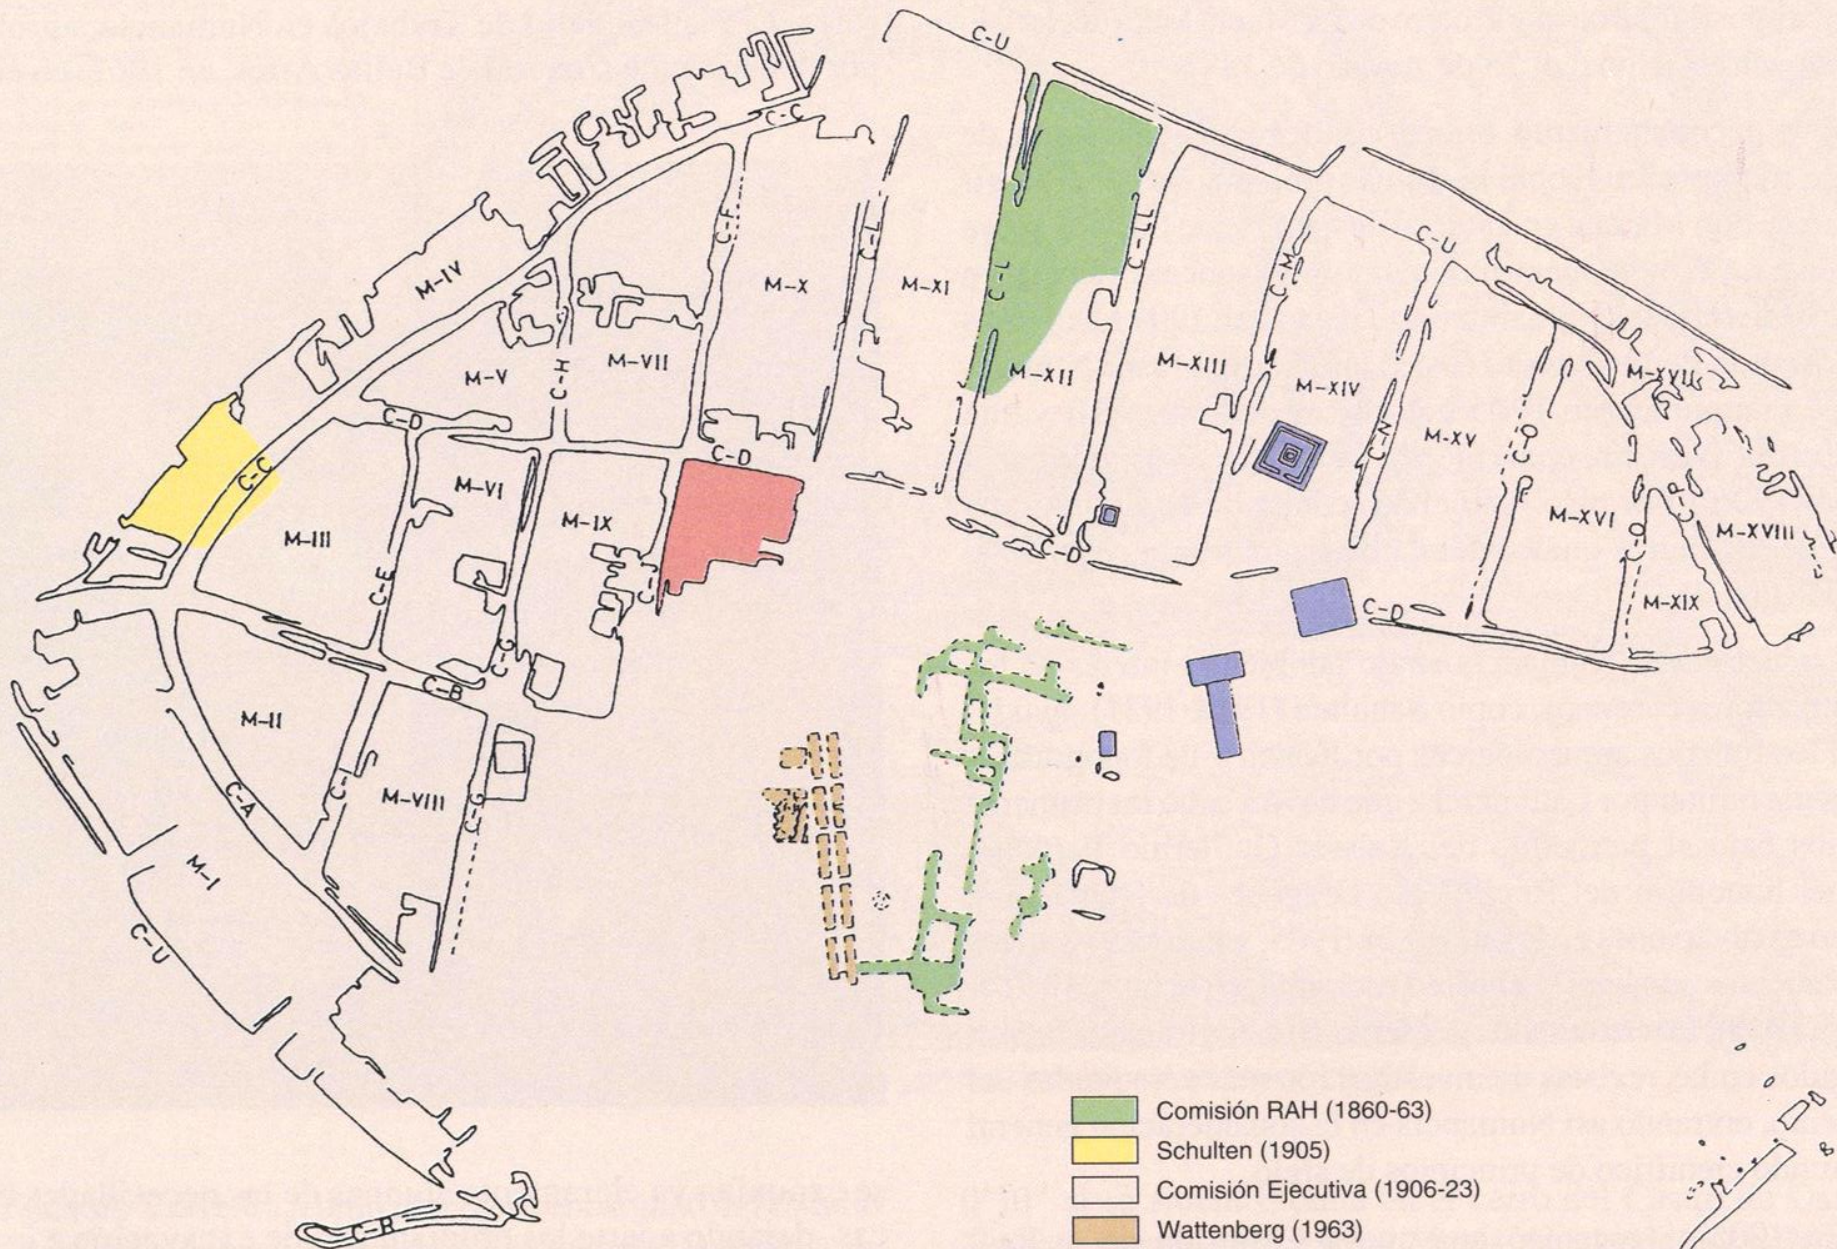 C-U
C-C
C-F
C-L
C-LL
C-U
M-IV
M-X
M-XI
C-L
C-M
M-V
C-H
M-VII
M-XII
M-XIII
M-XIV
M-XVII
C-D
C-D
C-N
M-XV
C-O
C-C
M-VI
M-III
M-IX
M-XVI
C-P
M-XVIII
C-D
C-E
C-I
C-O
M-XIX
C-D
C-G
C-B
M-II
C-A
C-I
M-VIII
C-G
M-I
C-U
C-R
Comisión RAH (1860-63)
Schulten (1905)
Comisión Ejecutiva (1906-23)
Wattenberg (1963)